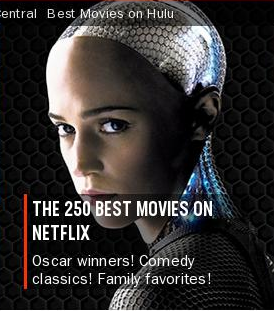 entral Best Movies on Hulu
THE 250 BEST MOVIES ON
NETFLIX
Oscar winners! Comedy
classics! Family favorites!